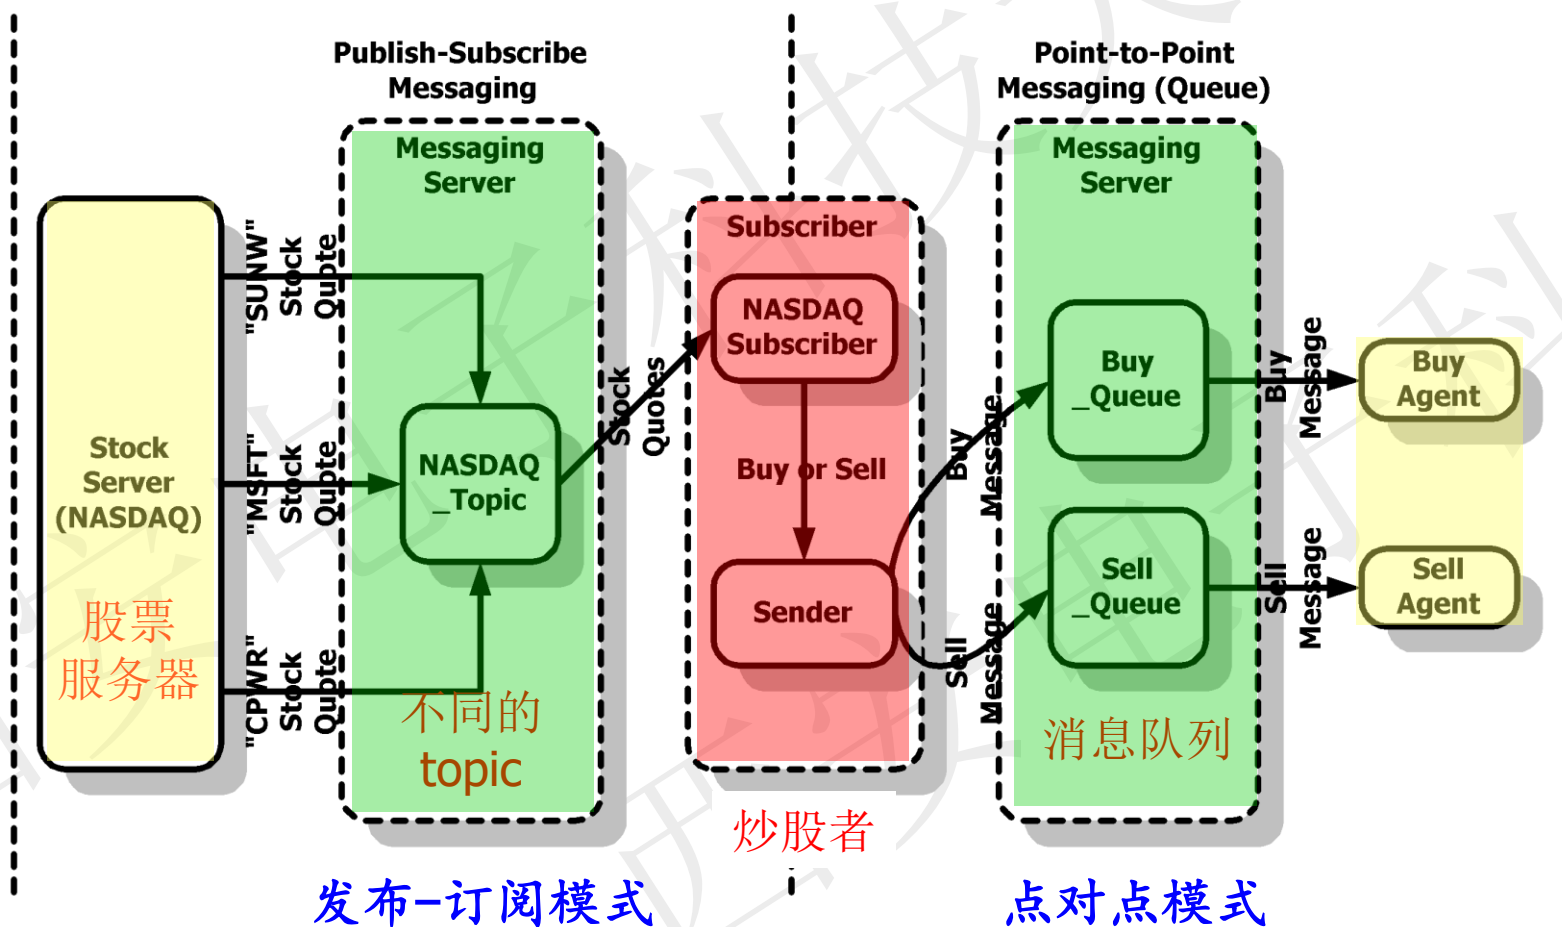 Publish-Subscribe
Messaging
Point-to-Point
Messaging (Queue)
Messaging
Server
Messaging
Server
Stock
Server
(NASDAQ)
股票
服务器
"SUNW"
Stock
Quote
"MSFT"
Stock
Quote
"CPWR"
Stock
Quote
NASDAQ
_Topic
不同的
topic
Stock
Quotes
Subscriber
NASDAQ
Subscriber
Buy or Sell
Sender
炒股者
Buy
Message
Sell
Message
Buy
_Queue
Sell
_Queue
消息队列
Buy
Message
Sell
Message
Buy
Agent
Sell
Agent
发布-订阅模式
点对点模式